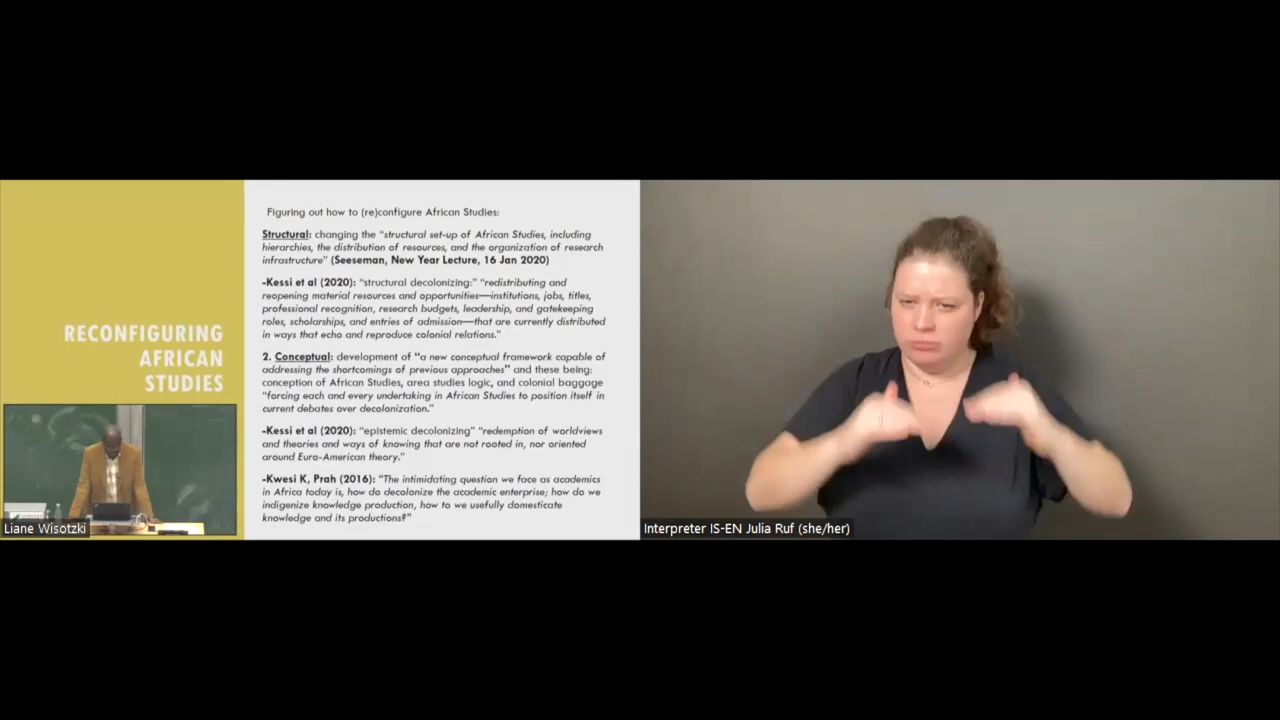 RECONFIGURING
AFRICAN
STUDIES
Figuring out how to (re)configure African Studies:
Structural: changing the “structural set-up of African Studies, including
hierarchies, the distribution of resources, and the organization of research
infrastructure” (Seeseman, New Year Lecture, 16 Jan 2020)
-Kessi et al (2020): “structural decolonizing:” “redistributing and
reopening material resources and opportunities—institutions, jobs, titles,
professional recognition, research budgets, leadership, and gatekeeping
roles, scholarships, and entries of admission—that are currently distributed
in ways that echo and reproduce colonial relations.”
2. Conceptual: development of “a new conceptual framework capable of
addressing the shortcomings of previous approaches” and these being:
conception of African Studies, area studies logic, and colonial baggage
“forcing each and every undertaking in African Studies to position itself in
current debates over decolonization.”
-Kessi et al (2020): “epistemic decolonizing” “redemption of worldviews
and theories and ways of knowing that are not rooted in, nor oriented
around Euro-American theory.”
-Kwesi K, Prah (2016): “The intimidating question we face as academics
in Africa today is, how do decolonize the academic enterprise; how do we
indigenize knowledge production, how to we usefully domesticate
knowledge and its productions?”
Liane Wisotzki
Interpreter IS-EN Julia Ruf (she/her)